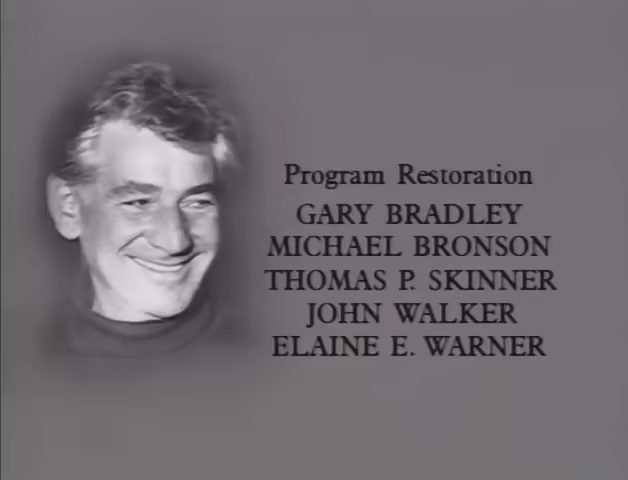 Program Restoration
GARY BRADLEY
MICHAEL BRONSON
THOMAS P. SKINNER
JOHN WALKER
ELAINE E. WARNER